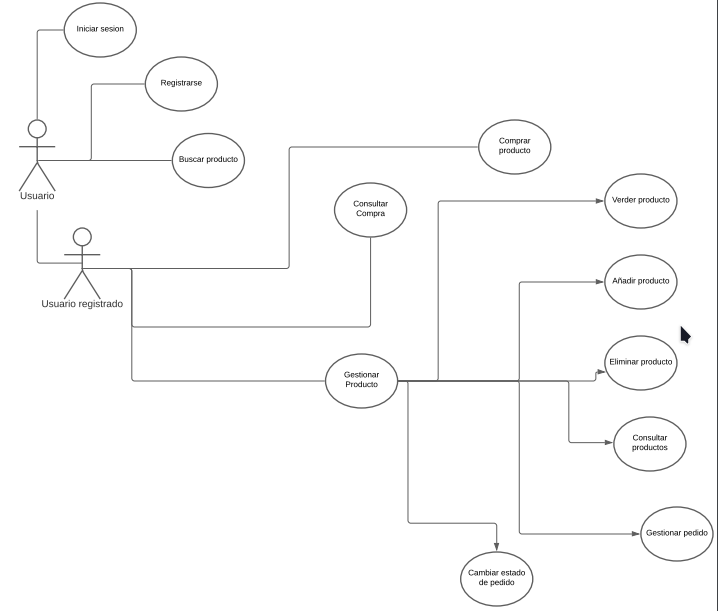 Iniciar sesion
Registrarse
Buscar producto
Usuario
Comprar
producto
Consultar
Compra
Verder producto
Usuario registrado
Añadir producto
Eliminar producto
Gestionar
Producto
Consultar
productos
Gestionar pedido
Cambiar estado
de pedido